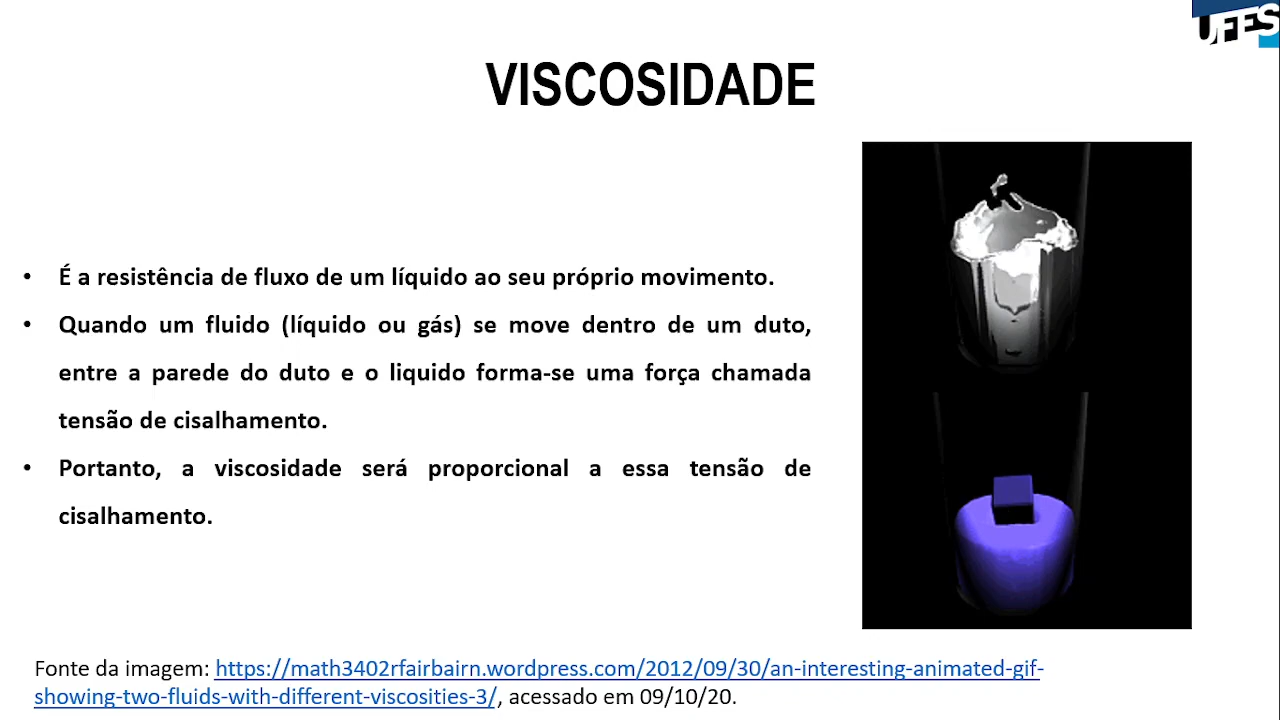 UFES
VISCOSIDADE
• É a resistência de fluxo de um líquido ao seu próprio movimento.
• Quando um fluido (líquido ou gás) se move dentro de um duto,
entre a parede do duto e o liquido forma-se uma força chamada
tensão de cisalhamento.
• Portanto, a viscosidade será proporcional a essa tensão de
cisalhamento.
Fonte da imagem: https://math3402rfairbairn.wordpress.com/2012/09/30/an-interesting-animated-gif-
showing-two-fluids-with-different-viscosities-3/, acessado em 09/10/20.